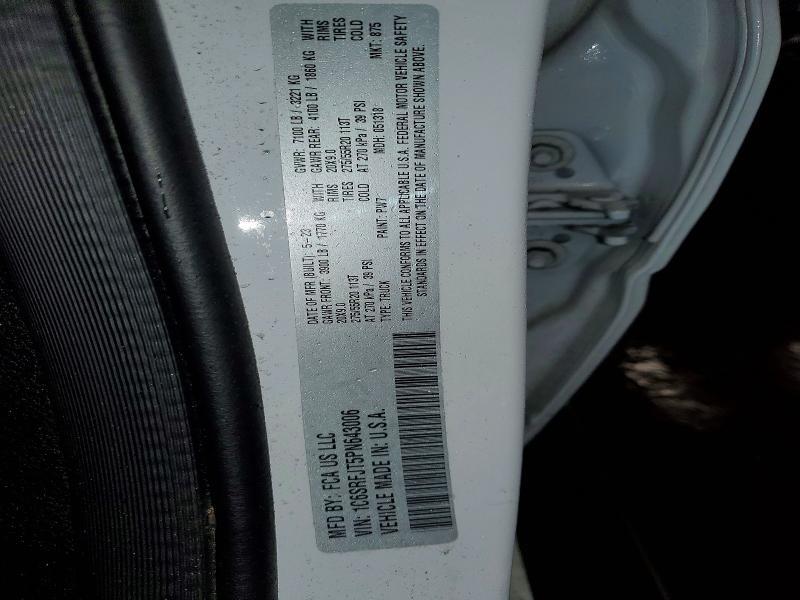 MFD BY: FCA US LLC
DATE OF MFR (BUILT): 5-23
GVWR: 7100 LB / 3221 KG
GAWR FRONT: 3900 LB / 1770 KG WITH
20X9.0 RIMS
275/55R20 113T TIRES
AT 270 kPa / 39 PSI COLD
GAWR REAR: 4100 LB / 1860 KG WITH
20X9.0 RIMS
275/55R20 113T TIRES
AT 270 kPa / 39 PSI COLD
VIN: 1C6SRFJT5PN643006
TYPE: TRUCK PAINT: PW7 MDH: 051318 MKT: 875
VEHICLE MADE IN: U.S.A.
THIS VEHICLE CONFORMS TO ALL APPLICABLE U.S.A. FEDERAL MOTOR VEHICLE SAFETY
STANDARDS IN EFFECT ON THE DATE OF MANUFACTURE SHOWN ABOVE.